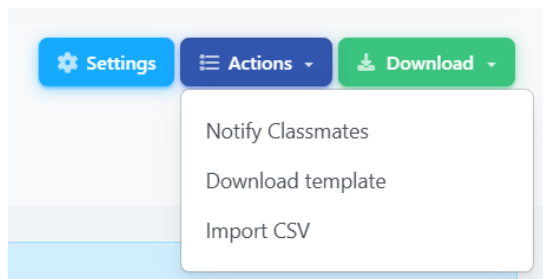 Settings
Actions
Download
Notify Classmates
Download template
Import CSV